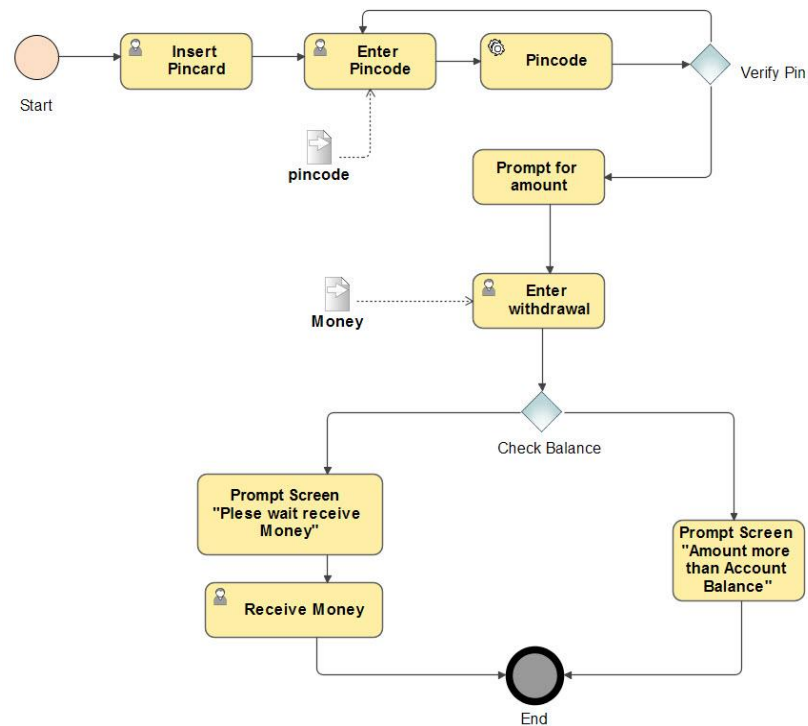 Insert
Pincard
Enter
Pincode
Pincode
Verify Pin
Start
pincode
Prompt for
amount
Enter
withdrawal
Money
Check Balance
Prompt Screen
"Plese wait receive
Money"
Prompt Screen
"Amount more
than Account
Balance"
Receive Money
End